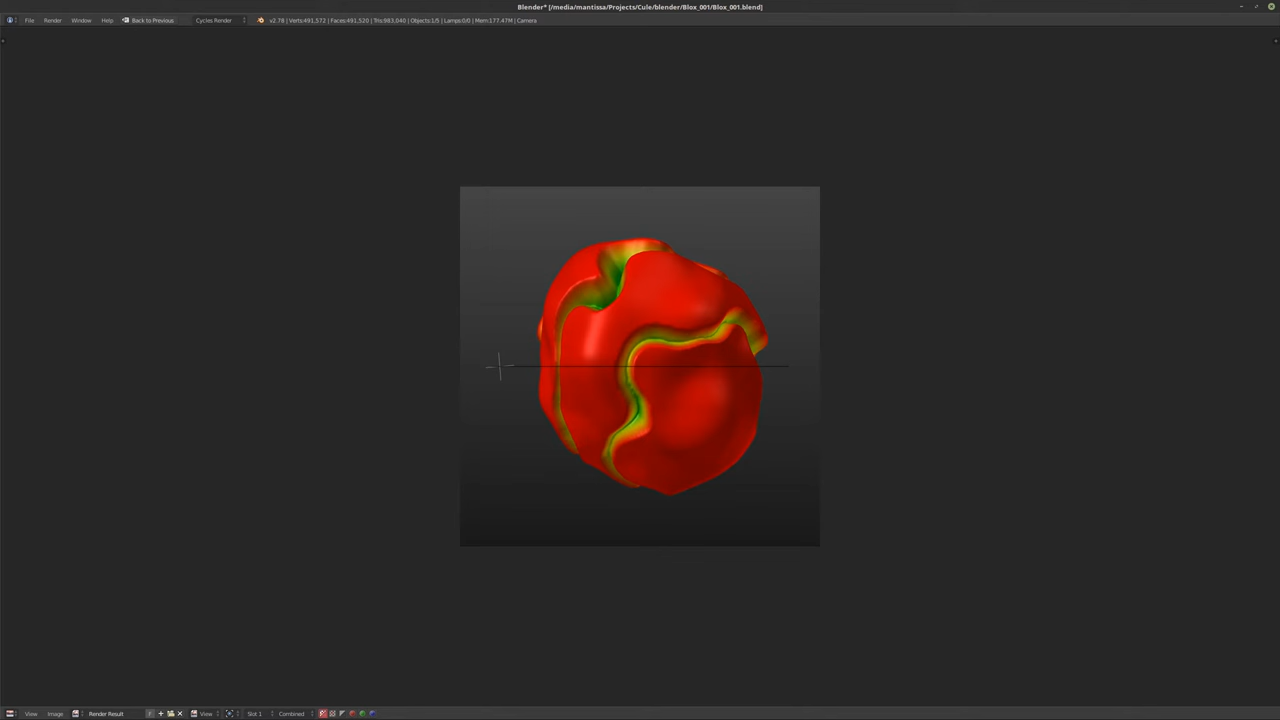 Blender* [/media/mantissa/Projects/Cule/blender/Blox_001/Blox_001.blend]
File Render Window Help Back to Previous Cycles Render v2.78 | Verts:491,572 | Faces:491,520 | Tris:983,040 | Objects:1/5 | Lamps:0/0 | Mem:177.47M | Camera
View Image Render Result F View Slot 1 Combined